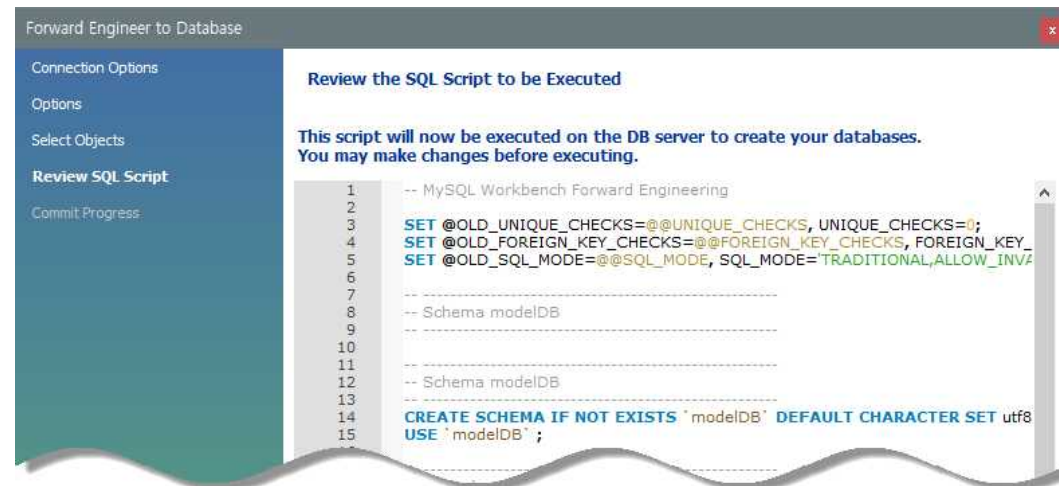 Forward Engineer to Database
x
Connection Options
Options
Select Objects
Review SQL Script
Commit Progress
Review the SQL Script to be Executed
This script will now be executed on the DB server to create your databases.
You may make changes before executing.
1 -- MySQL Workbench Forward Engineering
2
3 SET @OLD_UNIQUE_CHECKS=@@UNIQUE_CHECKS, UNIQUE_CHECKS=0;
4 SET @OLD_FOREIGN_KEY_CHECKS=@@FOREIGN_KEY_CHECKS, FOREIGN_KEY_
5 SET @OLD_SQL_MODE=@@SQL_MODE, SQL_MODE='TRADITIONAL,ALLOW_INVA
6
7 -- -----------------------------------------------------
8 -- Schema modelDB
9 -- -----------------------------------------------------
10
11 -- -----------------------------------------------------
12 -- Schema modelDB
13 -- -----------------------------------------------------
14 CREATE SCHEMA IF NOT EXISTS `modelDB` DEFAULT CHARACTER SET utf8
15 USE `modelDB` ;